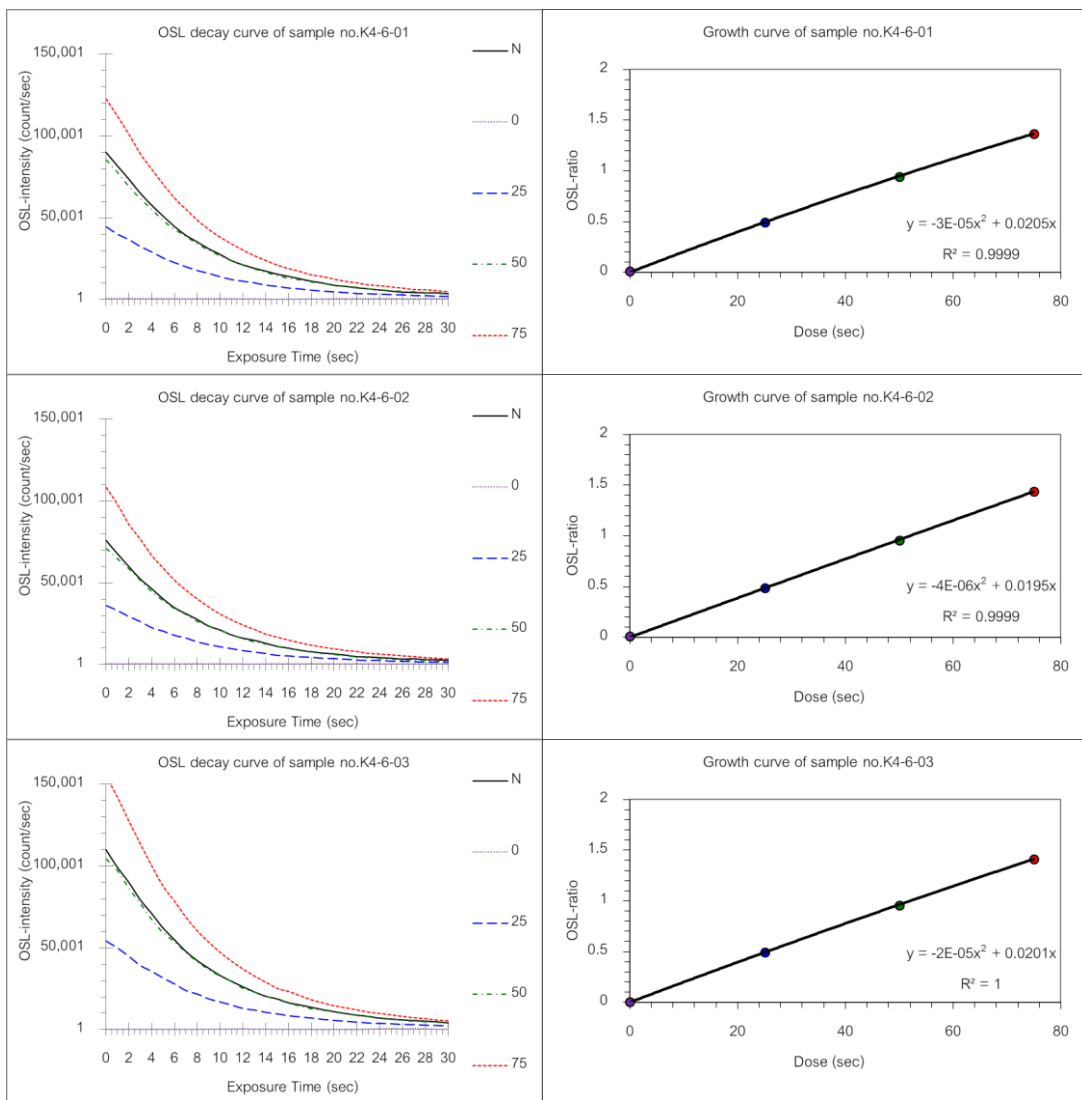 OSL decay curve of sample no.K4-6-01
OSL-intensity (count/sec)
150,001
100,001
50,001
1
0 2 4 6 8 10 12 14 16 18 20 22 24 26 28 30
Exposure Time (sec)
N
0
25
50
75
Growth curve of sample no.K4-6-01
OSL-ratio
2
1.5
1
0.5
0
y = -3E-05x² + 0.0205x
R² = 0.9999
0 20 40 60 80
Dose (sec)
OSL decay curve of sample no.K4-6-02
OSL-intensity (count/sec)
150,001
100,001
50,001
1
0 2 4 6 8 10 12 14 16 18 20 22 24 26 28 30
Exposure Time (sec)
N
0
25
50
75
Growth curve of sample no.K4-6-02
OSL-ratio
2
1.5
1
0.5
0
y = -4E-06x² + 0.0195x
R² = 0.9999
0 20 40 60 80
Dose (sec)
OSL decay curve of sample no.K4-6-03
OSL-intensity (count/sec)
150,001
100,001
50,001
1
0 2 4 6 8 10 12 14 16 18 20 22 24 26 28 30
Exposure Time (sec)
N
0
25
50
75
Growth curve of sample no.K4-6-03
OSL-ratio
2
1.5
1
0.5
0
y = -2E-05x² + 0.0201x
R² = 1
0 20 40 60 80
Dose (sec)